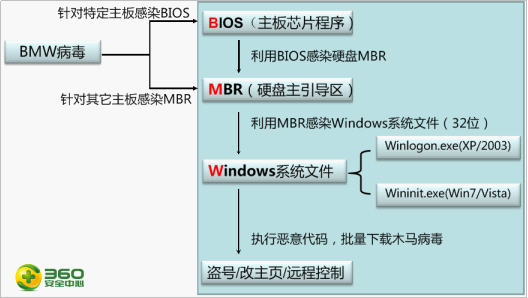 针对特定主板感染BIOS
BMW病毒
针对其它主板感染MBR
BIOS（主板芯片程序）
利用BIOS感染硬盘MBR
MBR（硬盘主引导区）
利用MBR感染Windows系统文件（32位）
Windows系统文件
Winlogon.exe(XP/2003)
Wininit.exe(Win7/Vista)
执行恶意代码，批量下载木马病毒
盗号/改主页/远程控制
360
安全中心